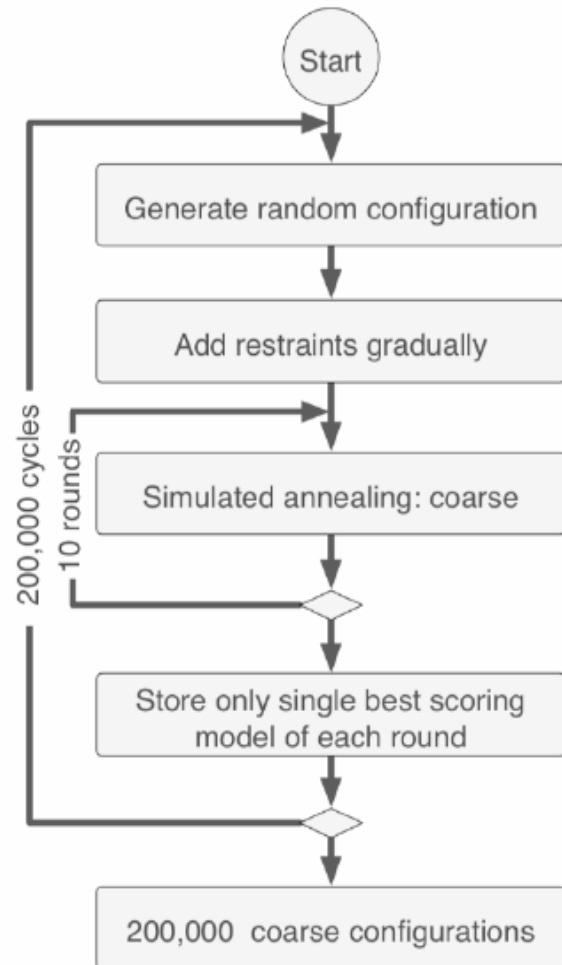 Start
Generate random configuration
Add restraints gradually
200,000 cycles
10 rounds
Simulated annealing: coarse
Store only single best scoring
model of each round
200,000 coarse configurations